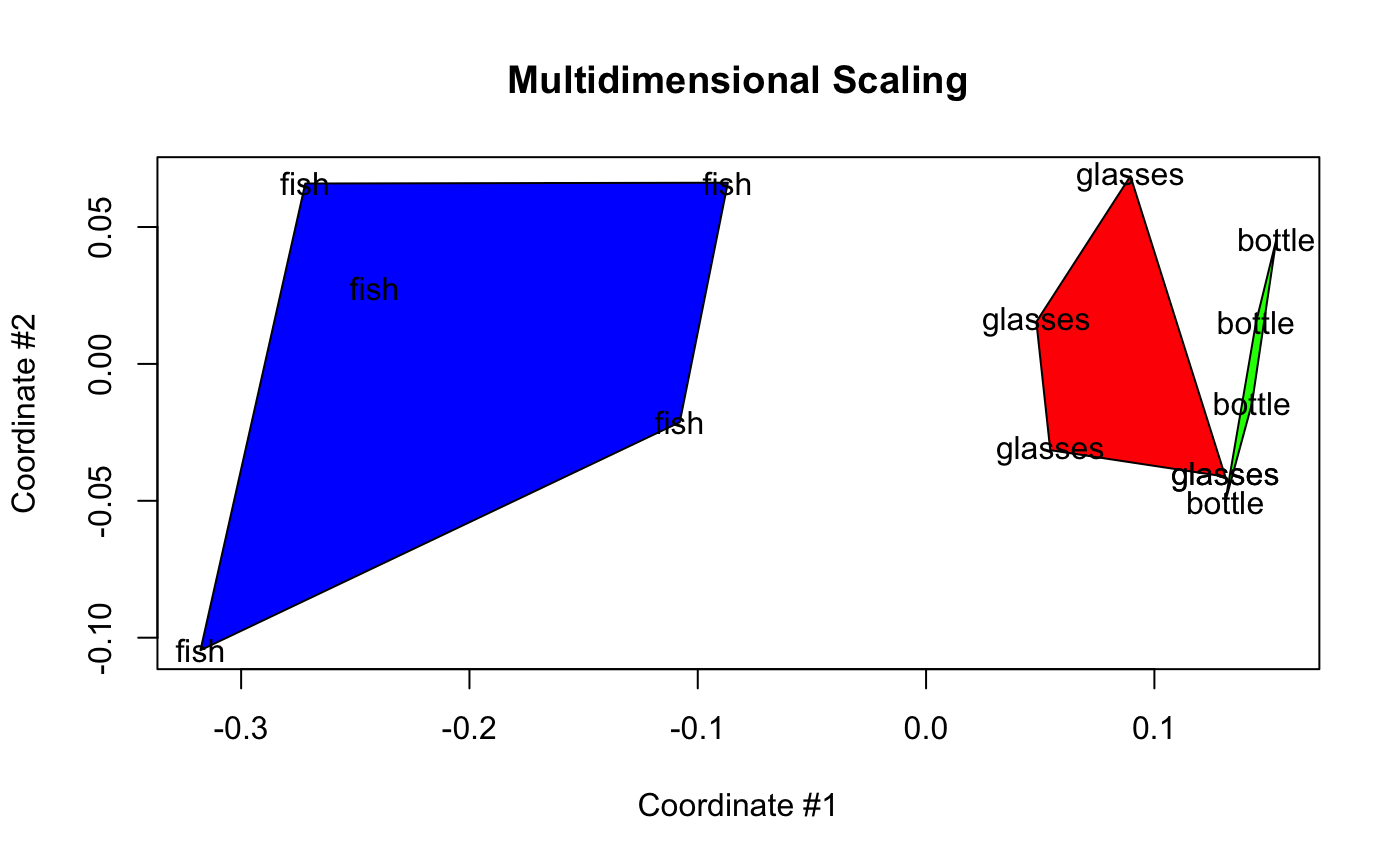 Multidimensional Scaling
fish
fish
glasses
bottle
fish
glasses
bottle
bottle
fish
glasses
glasses
bottle
fish
0.05
0.00
-0.05
-0.10
Coordinate #2
-0.3 -0.2 -0.1 0.0 0.1
Coordinate #1